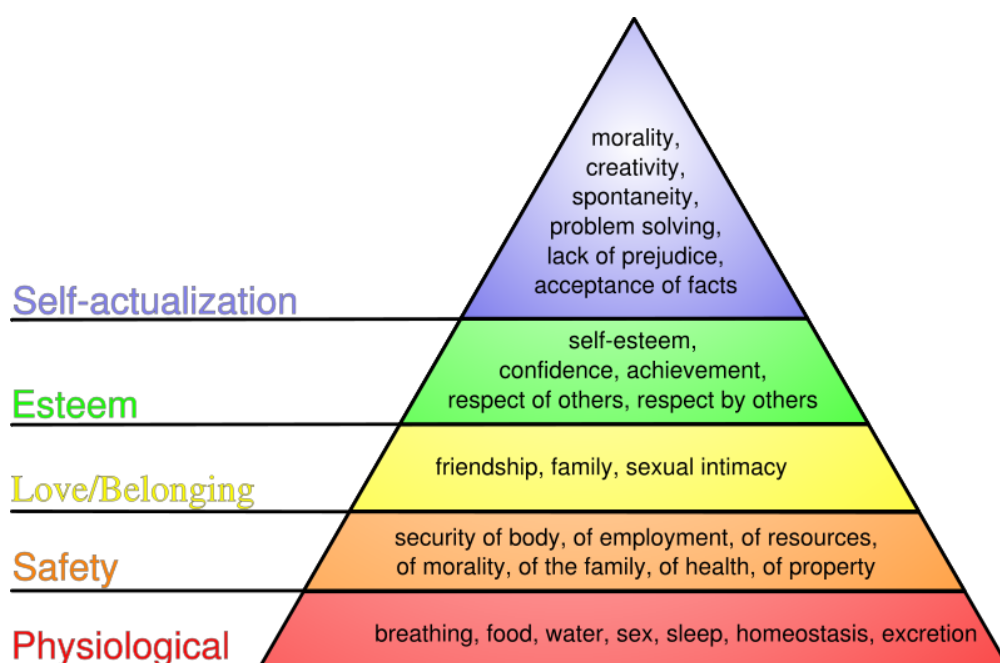 morality,
creativity,
spontaneity,
problem solving,
lack of prejudice,
acceptance of facts
Self-actualization
self-esteem,
confidence, achievement,
respect of others, respect by others
Esteem
friendship, family, sexual intimacy
Love/Belonging
security of body, of employment, of resources,
of morality, of the family, of health, of property
Safety
breathing, food, water, sex, sleep, homeostasis, excretion
Physiological